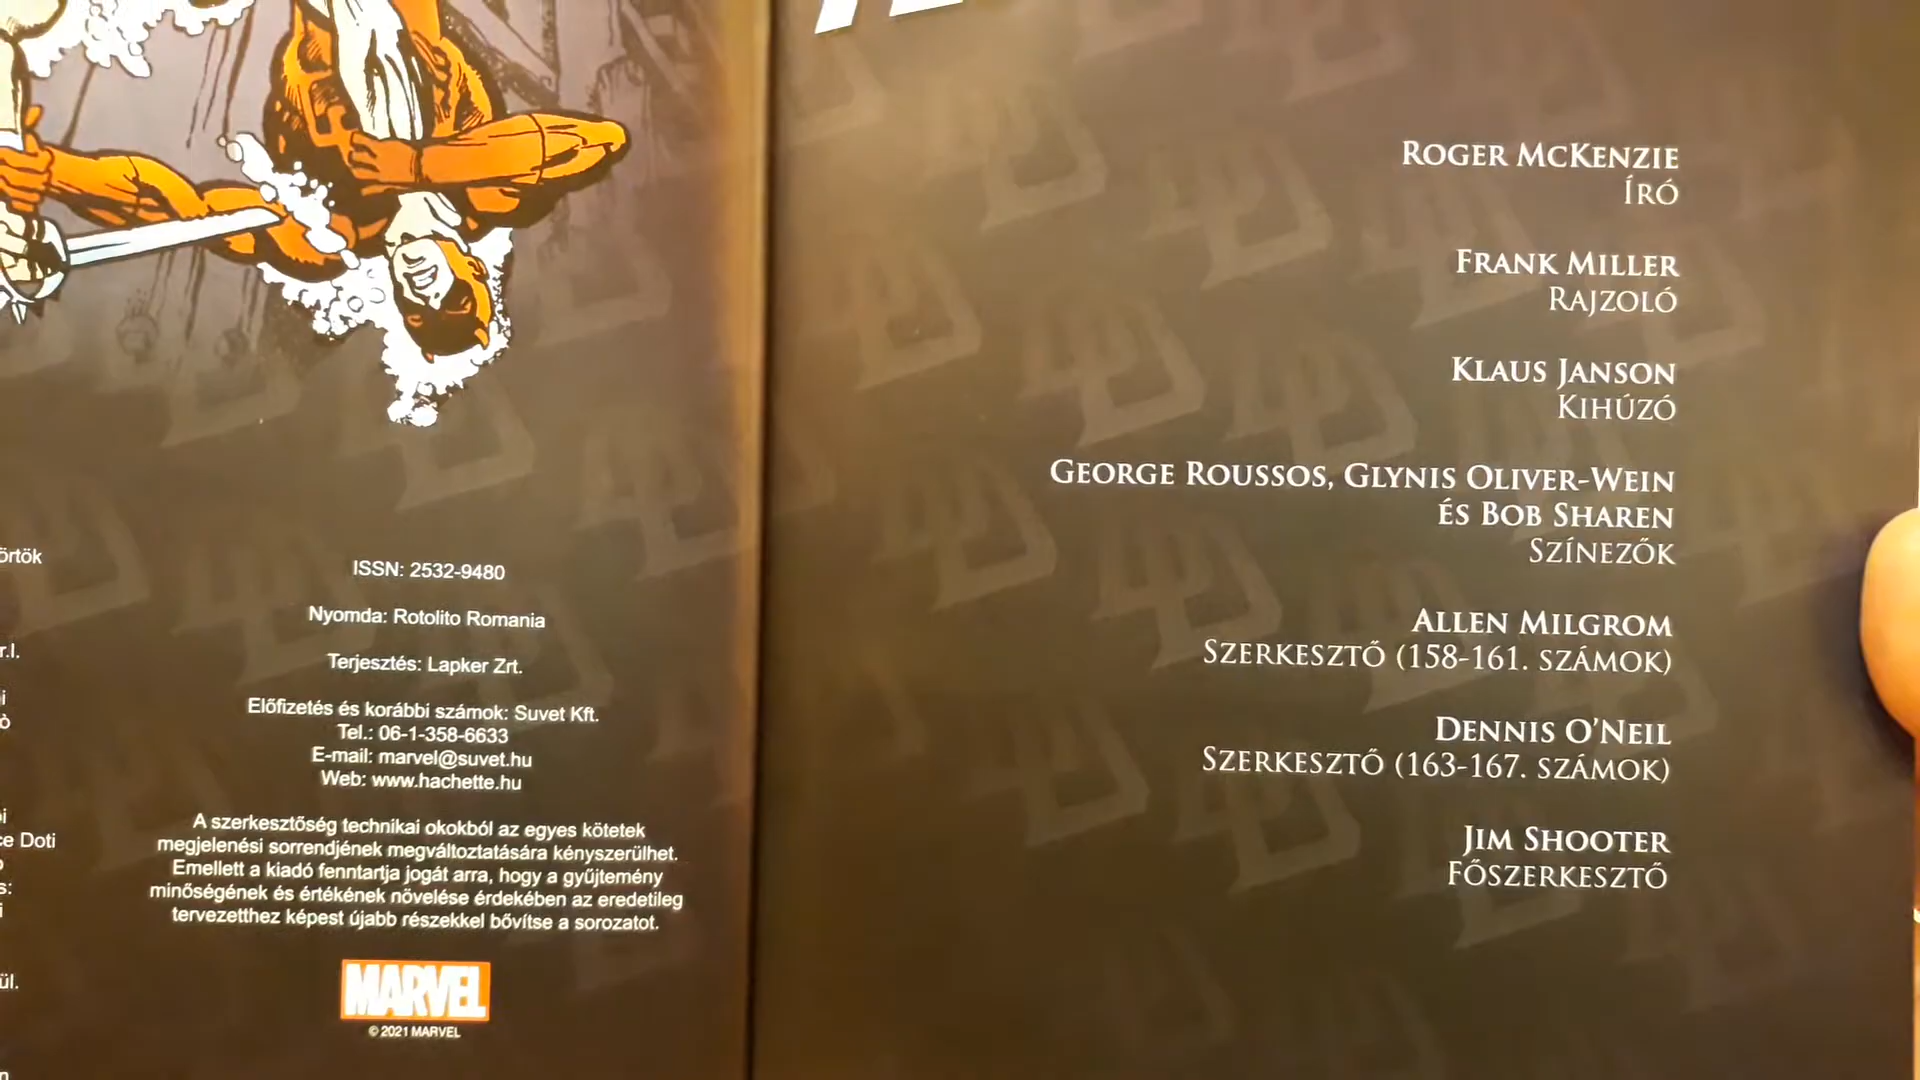 örtök
r.l.
ce Doti
ül.
ISSN: 2532-9480
Nyomda: Rotolito Romania
Terjesztés: Lapker Zrt.
Előfizetés és korábbi számok: Suvet Kft.
Tel.: 06-1-358-6633
E-mail: marvel@suvet.hu
Web: www.hachette.hu
A szerkesztőség technikai okokból az egyes kötetek
megjelenési sorrendjének megváltoztatására kényszerülhet.
Emellett a kiadó fenntartja jogát arra, hogy a gyűjtemény
minőségének és értékének növelése érdekében az eredetileg
tervezetthez képest újabb részekkel bővítse a sorozatot.
MARVEL
© 2021 MARVEL
ROGER MCKENZIE
ÍRÓ
FRANK MILLER
RAJZOLÓ
KLAUS JANSON
KIHÚZÓ
GEORGE ROUSSOS, GLYNIS OLIVER-WEIN
ÉS BOB SHAREN
SZÍNEZŐK
ALLEN MILGROM
SZERKESZTŐ (158-161. SZÁMOK)
DENNIS O'NEIL
SZERKESZTŐ (163-167. SZÁMOK)
JIM SHOOTER
FŐSZERKESZTŐ